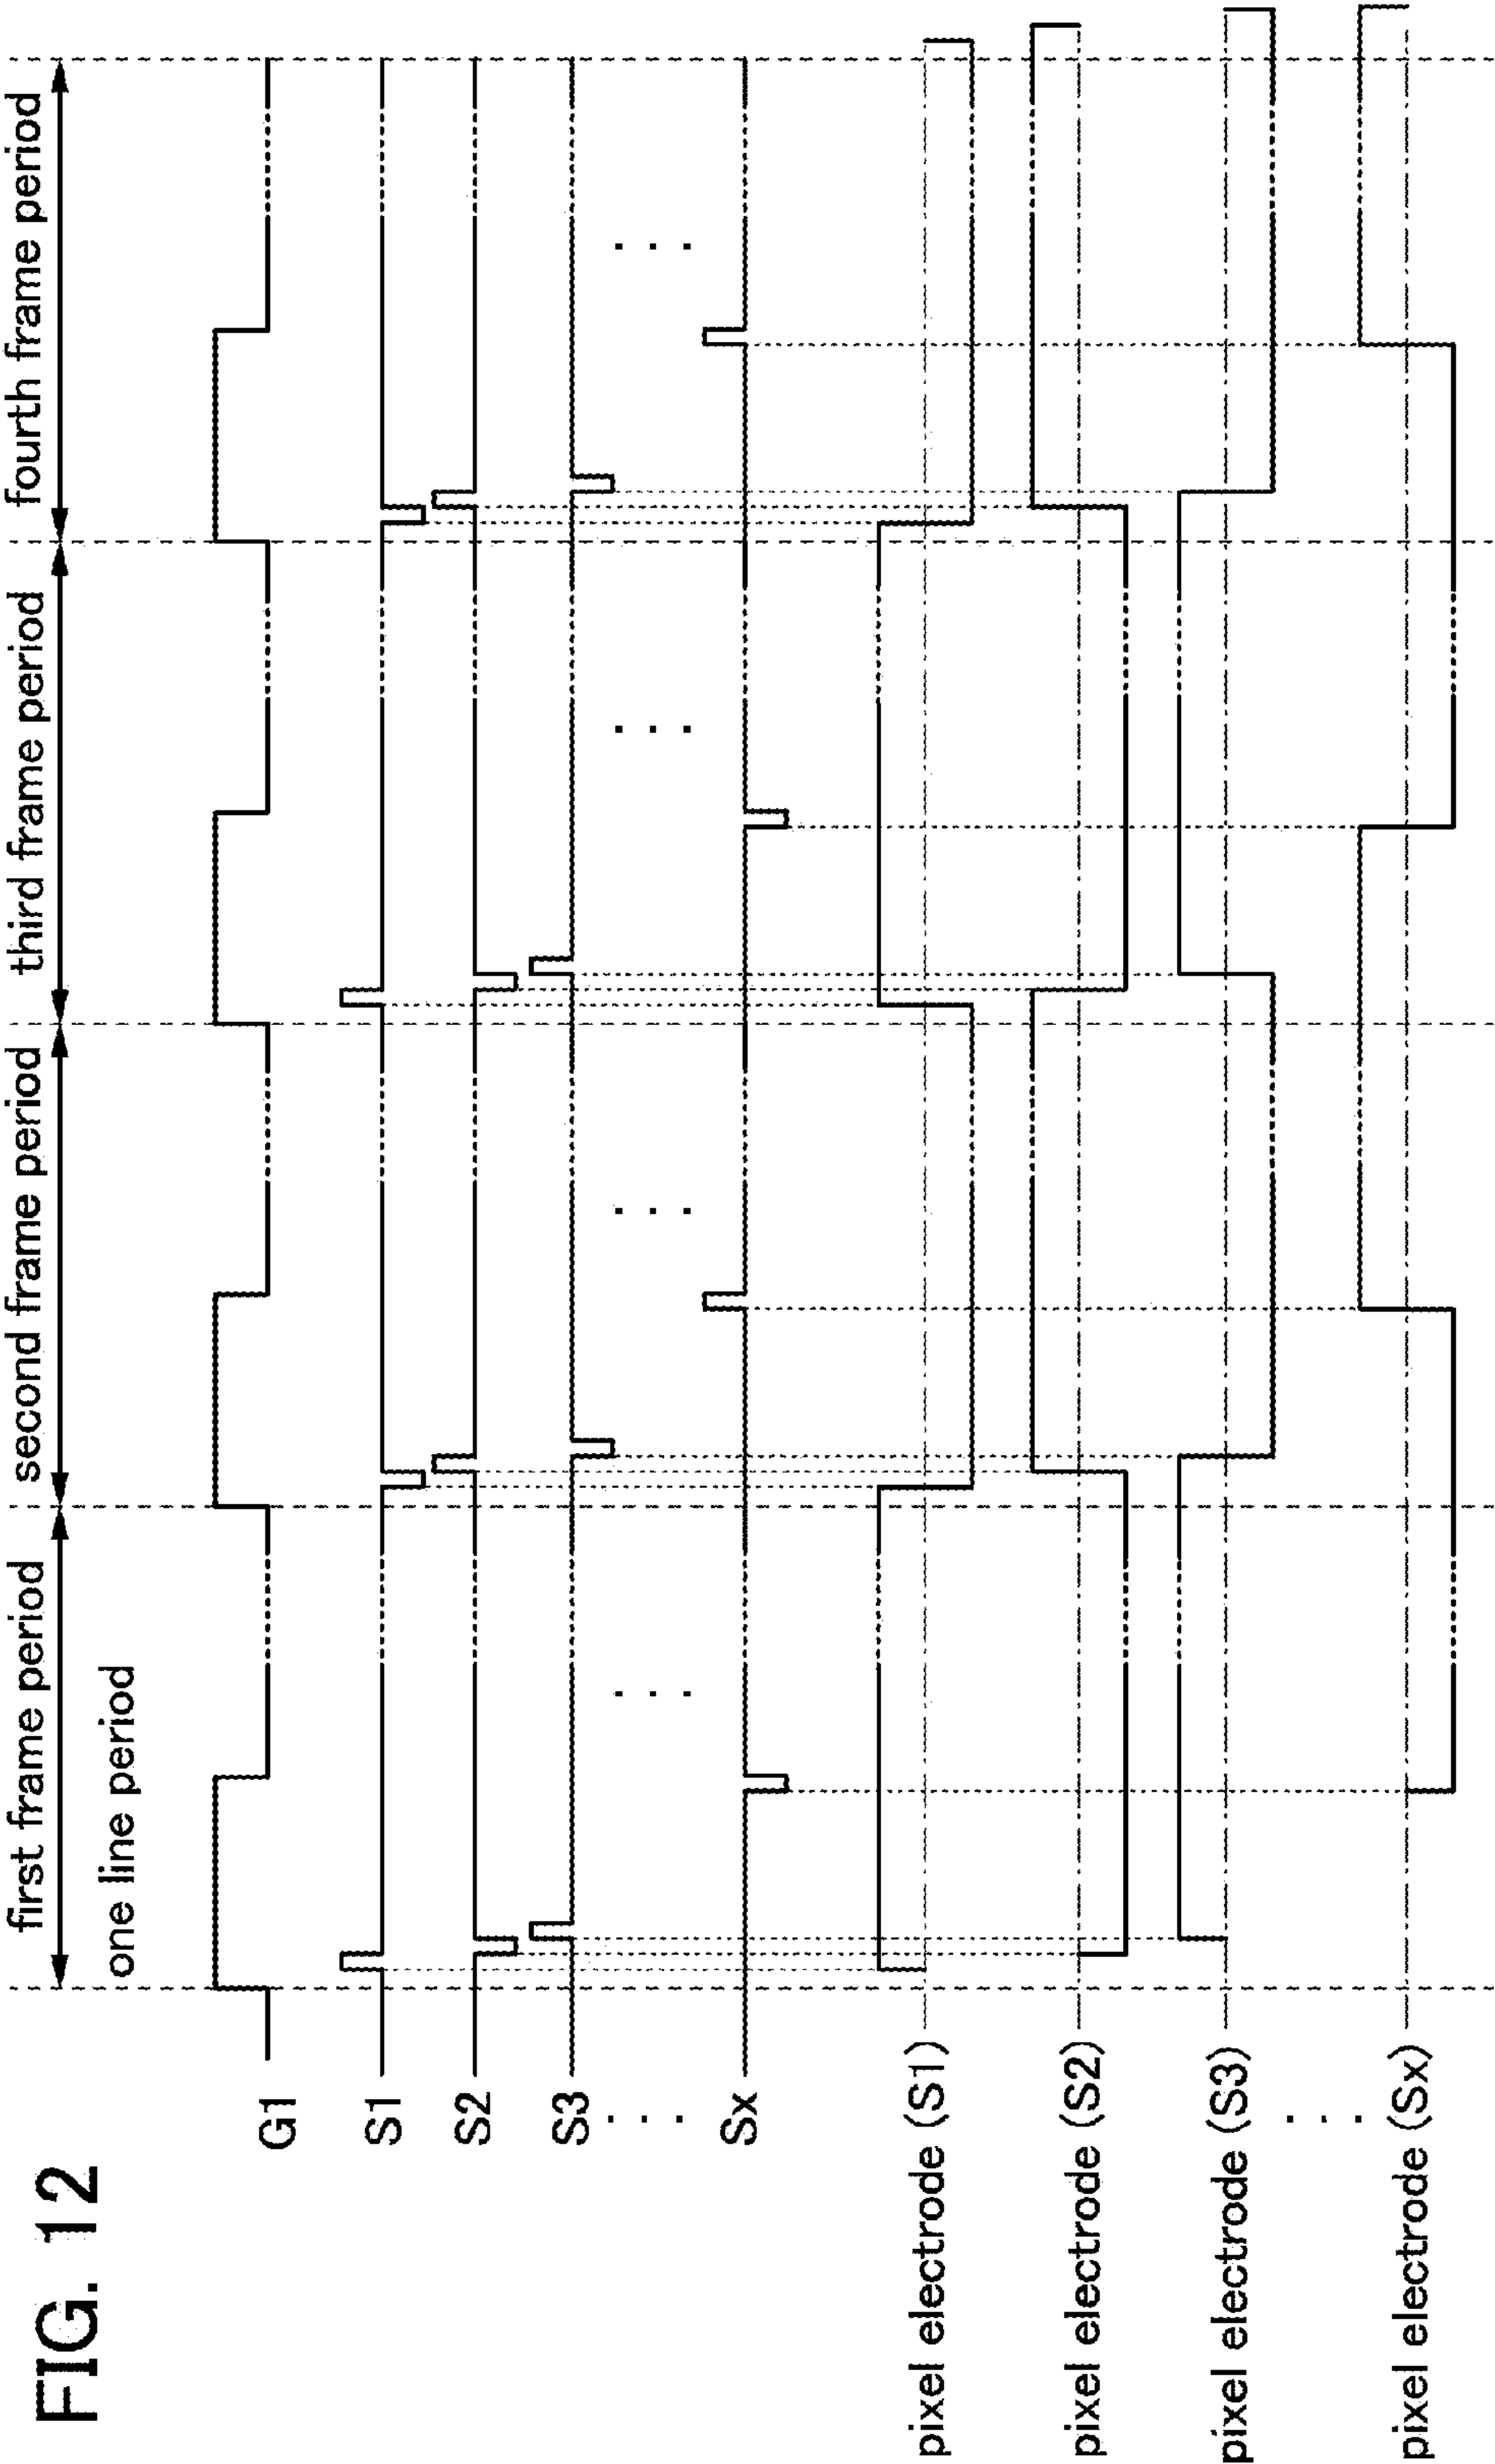 FIG. 12
first frame period
second frame period
third frame period
fourth frame period
one line period
G1
S1
S2
S3
. . .
Sx
pixel electrode (S1)
pixel electrode (S2)
pixel electrode (S3)
. . .
pixel electrode (Sx)